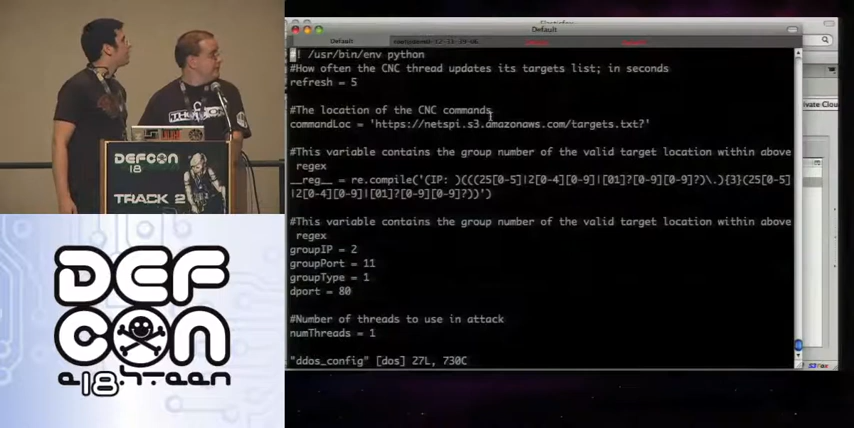 Default
Default
#! /usr/bin/env python
#How often the CNC thread updates its targets list; in seconds
refresh = 5
#The location of the CNC commands
commandLoc = 'https://netspi.s3.amazonaws.com/targets.txt?'
#This variable contains the group number of the valid target location within above
regex
__reg__ = re.compile('(IP: )(((25[0-5]|2[0-4][0-9]|[01]?[0-9][0-9]?)\.){3}(25[0-5]
|2[0-4][0-9]|[01]?[0-9][0-9]?))')
#This variable contains the group number of the valid target location within above
regex
groupIP = 2
groupPort = 11
groupType = 1
dport = 80
#Number of threads to use in attack
numThreads = 1
"ddos_config" [dos] 27L, 730C
rivate Clou
DEFCON
18
TRACK 2
DEF
CON
e18hteen